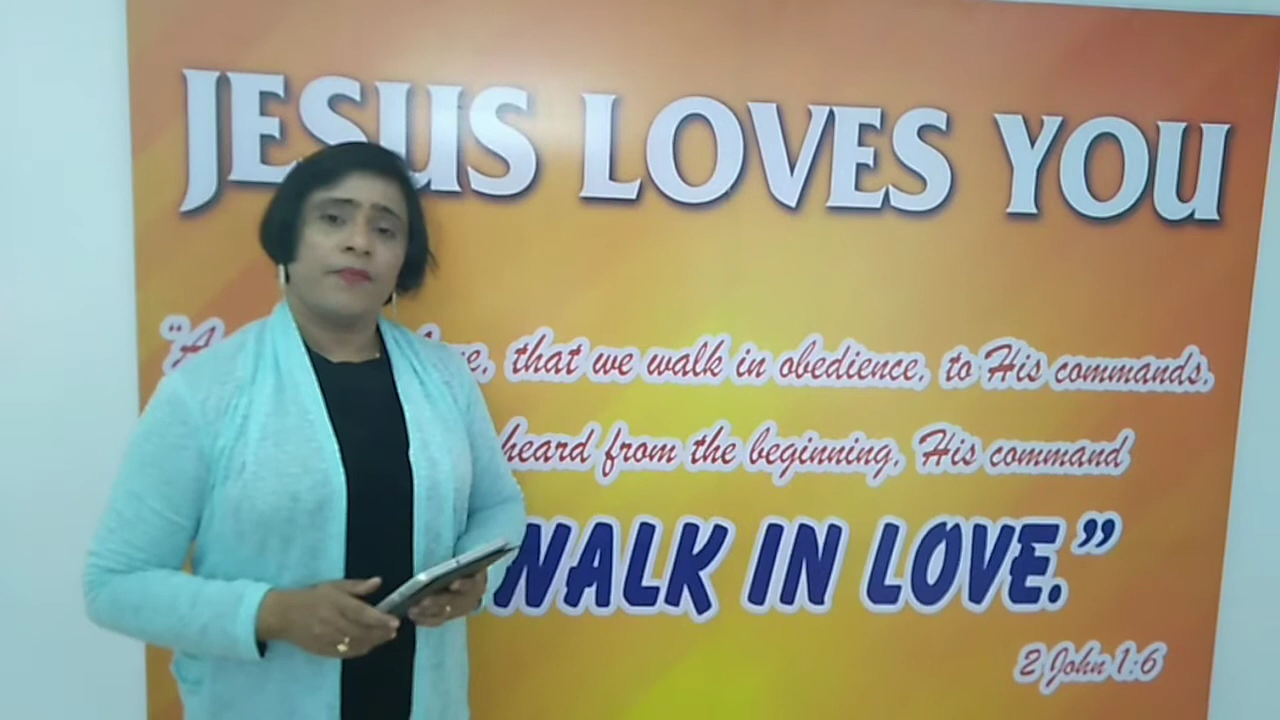 JESUS LOVES YOU
that we walk in obedience, to His commands.
heard from the beginning, His command
WALK IN LOVE.”
2 John 1:6